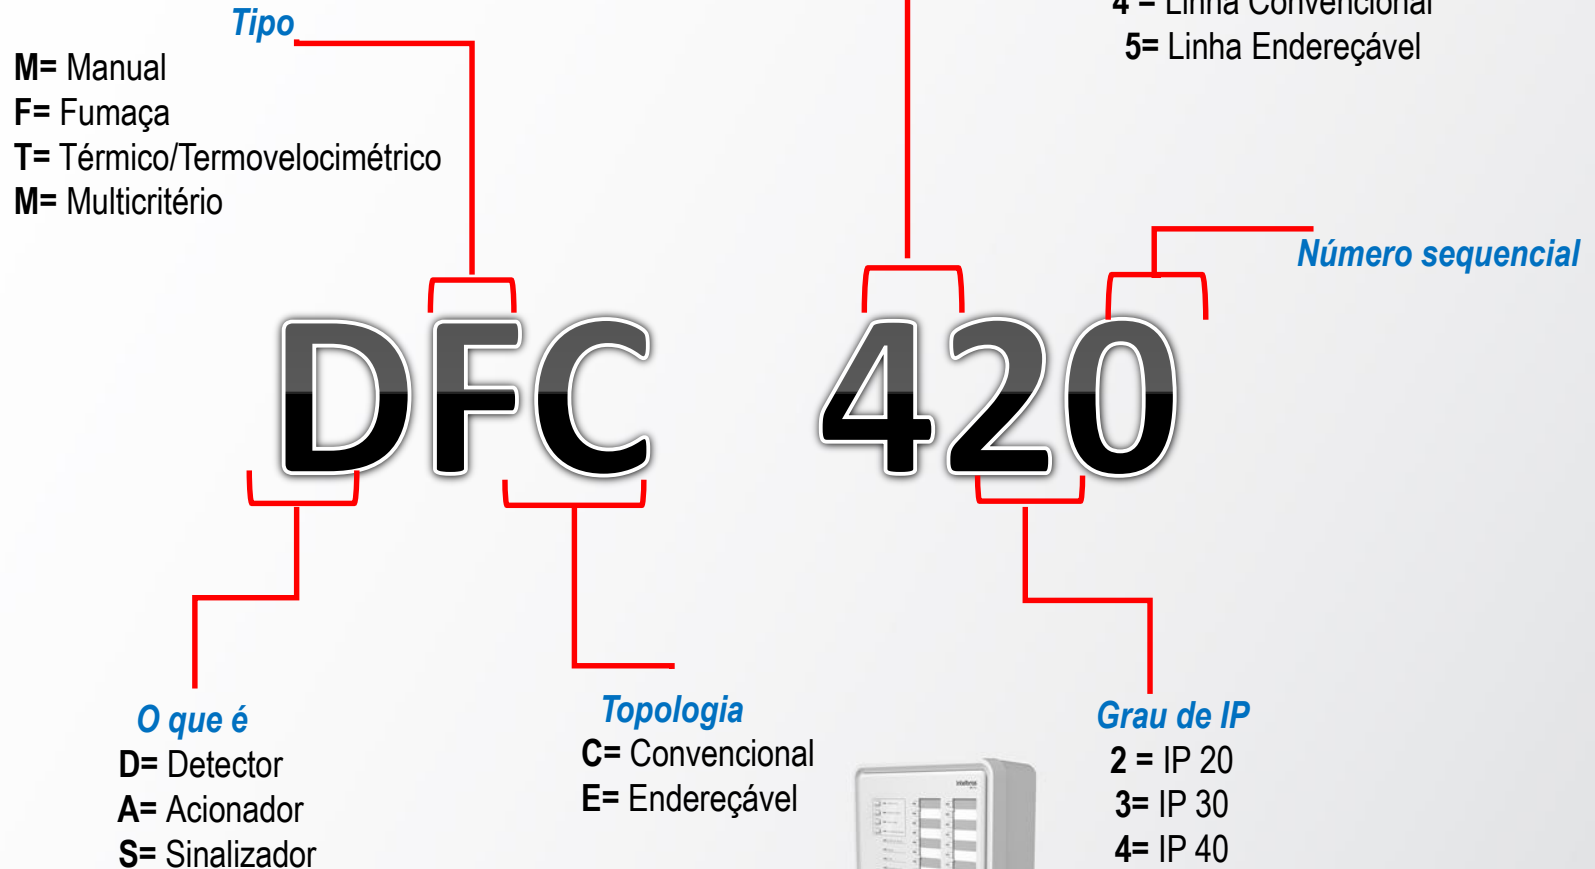 Tipo
M= Manual
F= Fumaça
T= Térmico/Termovelocimétrico
M= Multicritério
4 = Linha Convencional
5= Linha Endereçável
Número sequencial
DFC 420
O que é
D= Detector
A= Acionador
S= Sinalizador
Topologia
C= Convencional
E= Endereçável
Grau de IP
2 = IP 20
3= IP 30
4= IP 40
intelbras